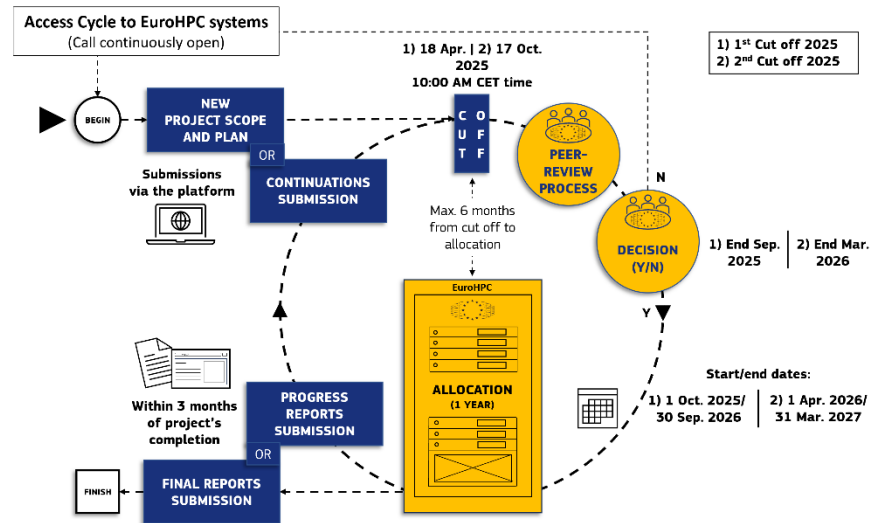 Access Cycle to EuroHPC systems
(Call continuously open)
1) 18 Apr. | 2) 17 Oct.
2025
10:00 AM CET time
1) 1st Cut off 2025
2) 2nd Cut off 2025
BEGIN
NEW
PROJECT SCOPE
AND PLAN
OR
CONTINUATIONS
SUBMISSION
Submissions
via the platform
CUT
OFF
PEER-
REVIEW
PROCESS
N
Max. 6 months
from cut off to
allocation
DECISION
(Y/N)
1) End Sep.
2025
2) End Mar.
2026
Y
EuroHPC
ALLOCATION
(1 YEAR)
Start/end dates:
1) 1 Oct. 2025/
30 Sep. 2026
2) 1 Apr. 2026/
31 Mar. 2027
Within 3 months
of project's
completion
PROGRESS
REPORTS
SUBMISSION
OR
FINAL REPORTS
SUBMISSION
FINISH